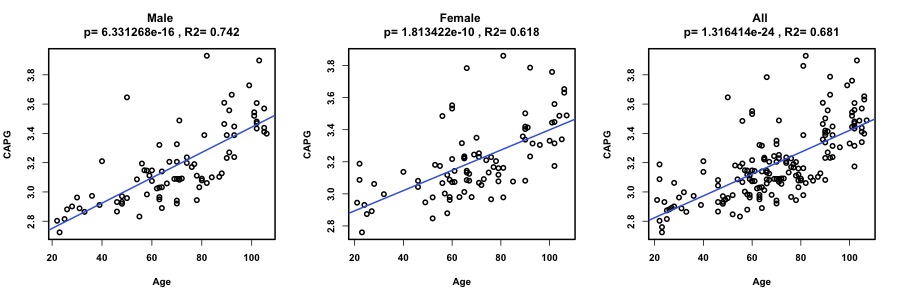 Male
p= 6.331268e-16 , R2= 0.742
CAPG
3.8
3.6
3.4
3.2
3.0
2.8
20 40 60 80 100
Age
Female
p= 1.813422e-10 , R2= 0.618
CAPG
3.8
3.6
3.4
3.2
3.0
2.8
20 40 60 80 100
Age
All
p= 1.316414e-24 , R2= 0.681
CAPG
3.8
3.6
3.4
3.2
3.0
2.8
20 40 60 80 100
Age